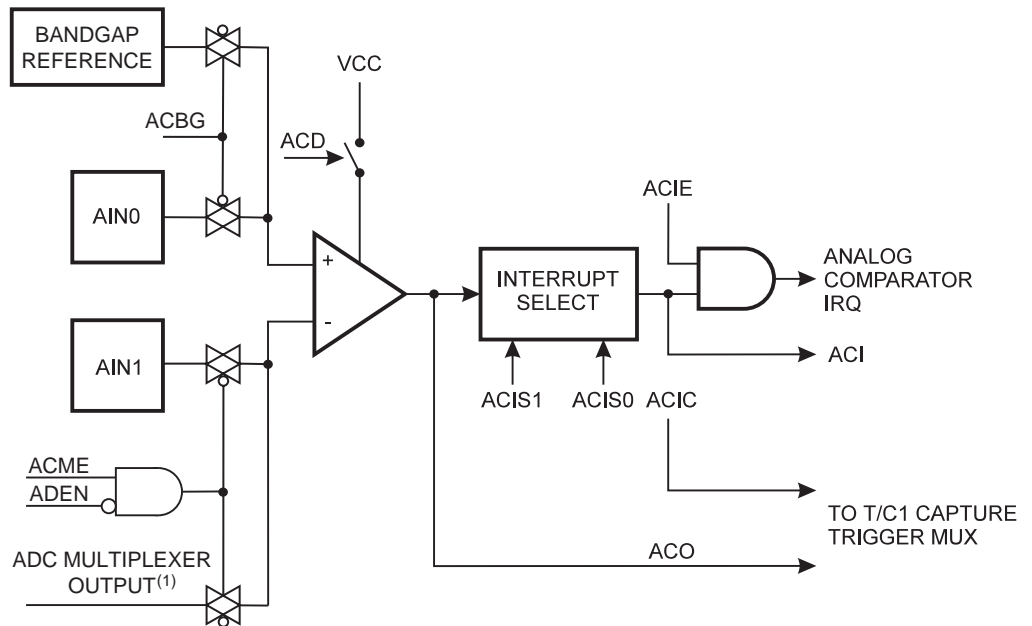 BANDGAP
REFERENCE
VCC
ACBG
ACD
AIN0
ACIE
+
-
INTERRUPT
SELECT
ANALOG
COMPARATOR
IRQ
AIN1
ACI
ACIS1
ACIS0
ACIC
ACME
ADEN
TO T/C1 CAPTURE
TRIGGER MUX
ADC MULTIPLEXER
OUTPUT(1)
ACO